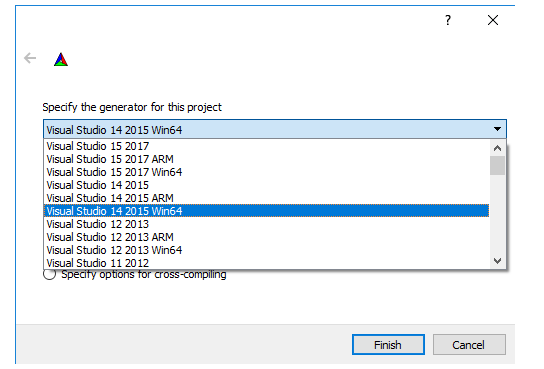 ?
Specify the generator for this project
Visual Studio 14 2015 Win64
Visual Studio 15 2017
Visual Studio 15 2017 ARM
Visual Studio 15 2017 Win64
Visual Studio 14 2015
Visual Studio 14 2015 ARM
Visual Studio 14 2015 Win64
Visual Studio 12 2013
Visual Studio 12 2013 ARM
Visual Studio 12 2013 Win64
Visual Studio 11 2012
Specify options for cross-compiling
Finish Cancel